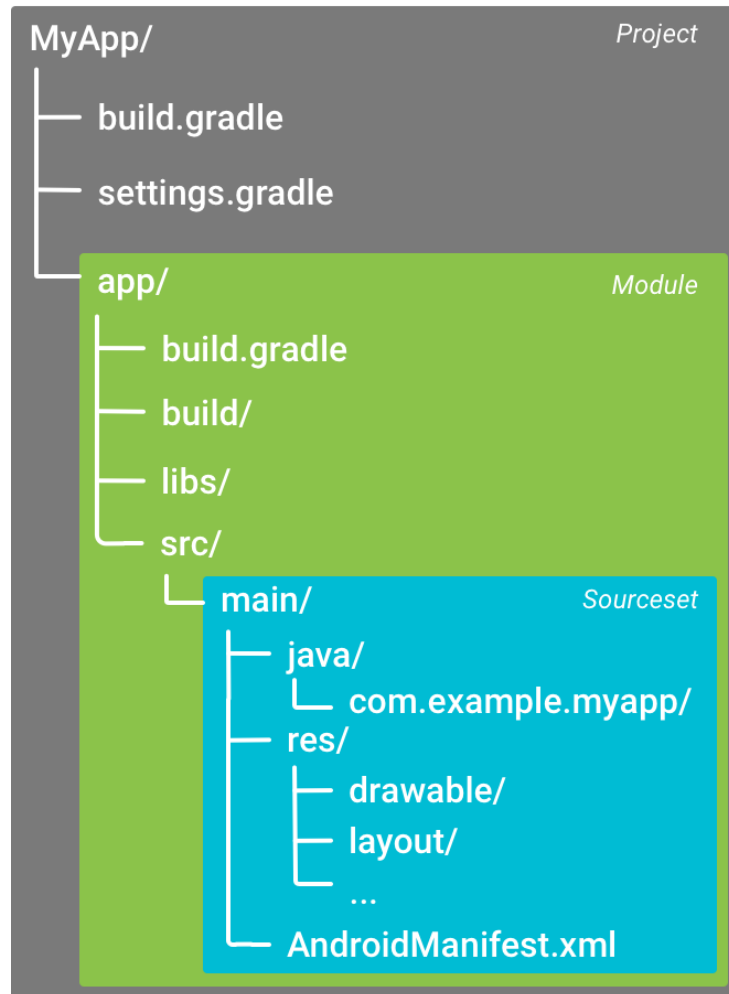 MyApp/ Project
build.gradle
settings.gradle
app/ Module
build.gradle
build/
libs/
src/
main/ Sourceset
java/
com.example.myapp/
res/
drawable/
layout/
...
AndroidManifest.xml